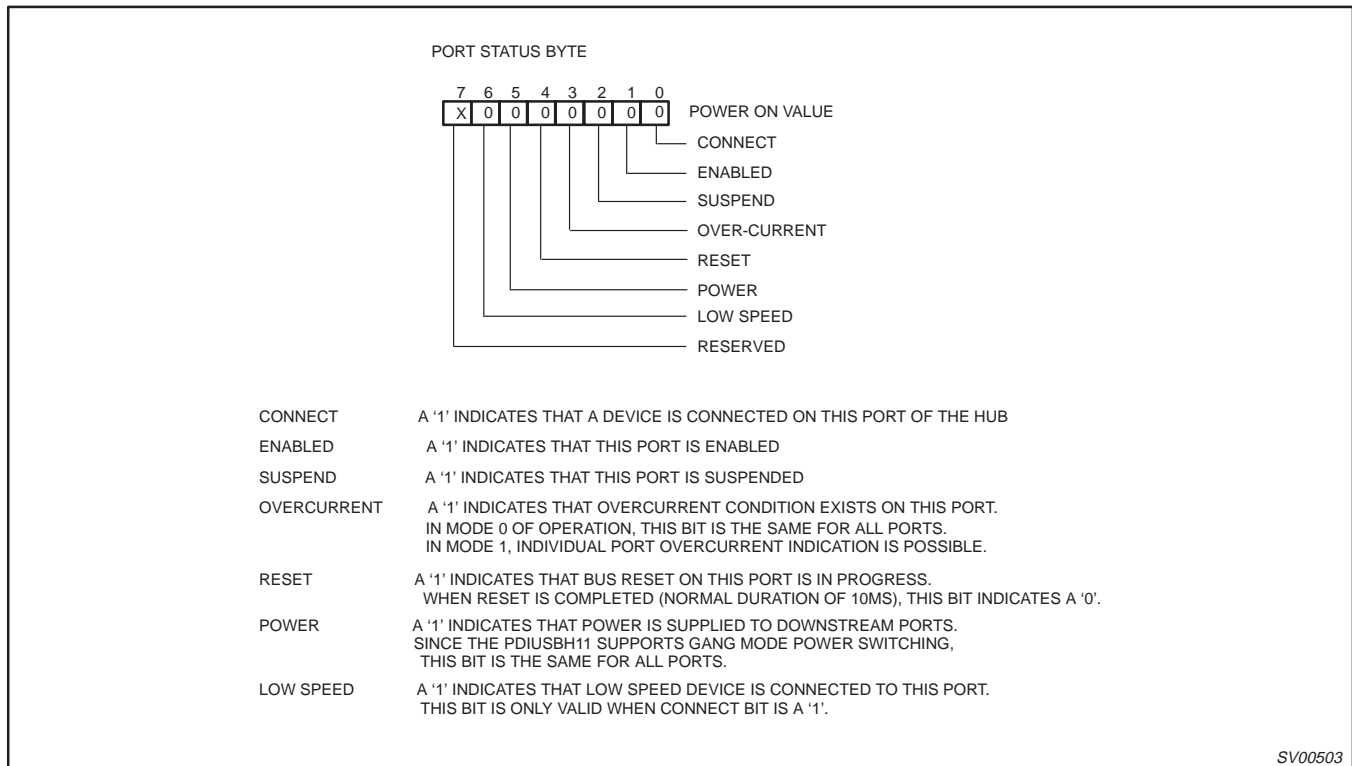 PORT STATUS BYTE
7 6 5 4 3 2 1 0
X 0 0 0 0 0 0 0 POWER ON VALUE
CONNECT
ENABLED
SUSPEND
OVER-CURRENT
RESET
POWER
LOW SPEED
RESERVED
CONNECT A ‘1’ INDICATES THAT A DEVICE IS CONNECTED ON THIS PORT OF THE HUB
ENABLED A ‘1’ INDICATES THAT THIS PORT IS ENABLED
SUSPEND A ‘1’ INDICATES THAT THIS PORT IS SUSPENDED
OVERCURRENT A ‘1’ INDICATES THAT OVERCURRENT CONDITION EXISTS ON THIS PORT.
IN MODE 0 OF OPERATION, THIS BIT IS THE SAME FOR ALL PORTS.
IN MODE 1, INDIVIDUAL PORT OVERCURRENT INDICATION IS POSSIBLE.
RESET A ‘1’ INDICATES THAT BUS RESET ON THIS PORT IS IN PROGRESS.
WHEN RESET IS COMPLETED (NORMAL DURATION OF 10MS), THIS BIT INDICATES A ‘0’.
POWER A ‘1’ INDICATES THAT POWER IS SUPPLIED TO DOWNSTREAM PORTS.
SINCE THE PDIUSBH11 SUPPORTS GANG MODE POWER SWITCHING,
THIS BIT IS THE SAME FOR ALL PORTS.
LOW SPEED A ‘1’ INDICATES THAT LOW SPEED DEVICE IS CONNECTED TO THIS PORT.
THIS BIT IS ONLY VALID WHEN CONNECT BIT IS A ‘1’.
SV00503